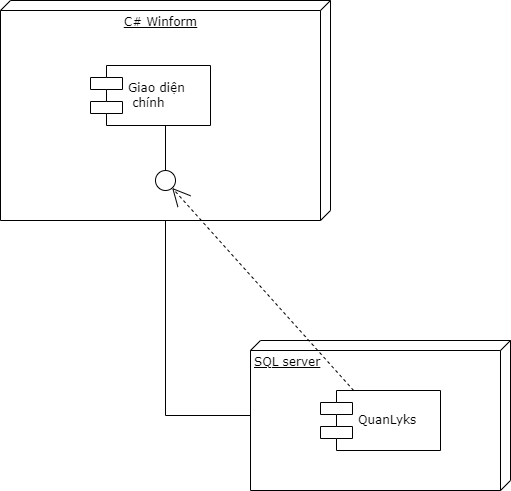 C# Winform
Giao diện
chính
SQL server
QuanLyks